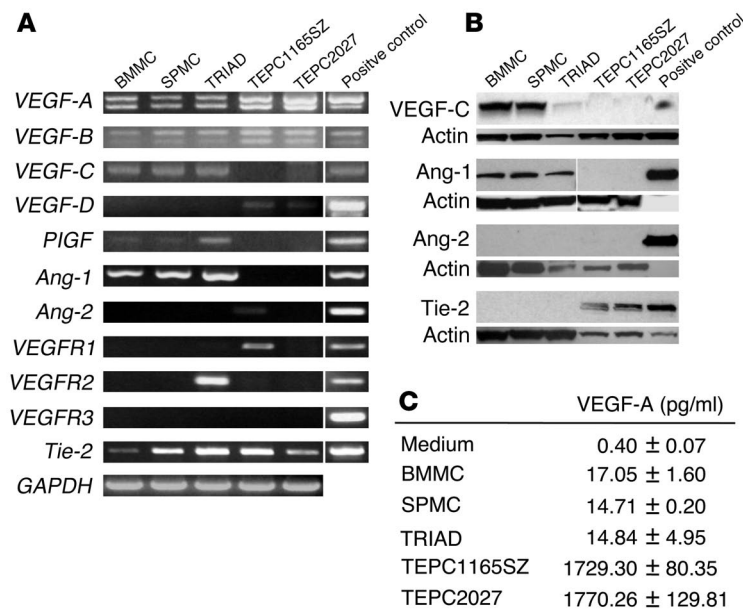 A
BMMC
SPMC
TRIAD
TEPC1165SZ
TEPC2027
Positve control
VEGF-A
VEGF-B
VEGF-C
VEGF-D
PIGF
Ang-1
Ang-2
VEGFR1
VEGFR2
VEGFR3
Tie-2
GAPDH
B
BMMC
SPMC
TRIAD
TEPC1165SZ
TEPC2027
Positve control
VEGF-C
Actin
Ang-1
Actin
Ang-2
Actin
Tie-2
Actin
C
VEGF-A (pg/ml)
Medium 0.40 ± 0.07
BMMC 17.05 ± 1.60
SPMC 14.71 ± 0.20
TRIAD 14.84 ± 4.95
TEPC1165SZ 1729.30 ± 80.35
TEPC2027 1770.26 ± 129.81